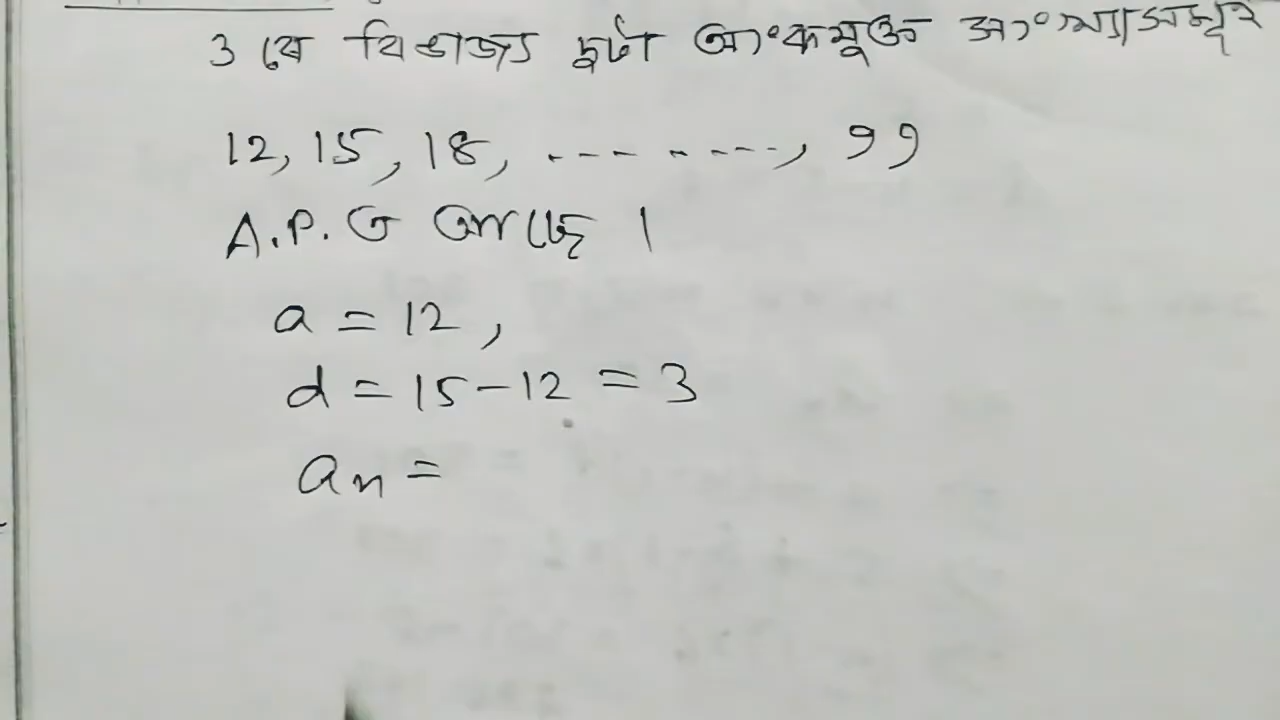 3 ৰে বিভাজ্য দুটা অংকযুক্ত সংখ্যাসমূহ
12, 15, 18, --- - ----, 99
A.P. ত আছে ।
a = 12,
d = 15 - 12 = 3
an =